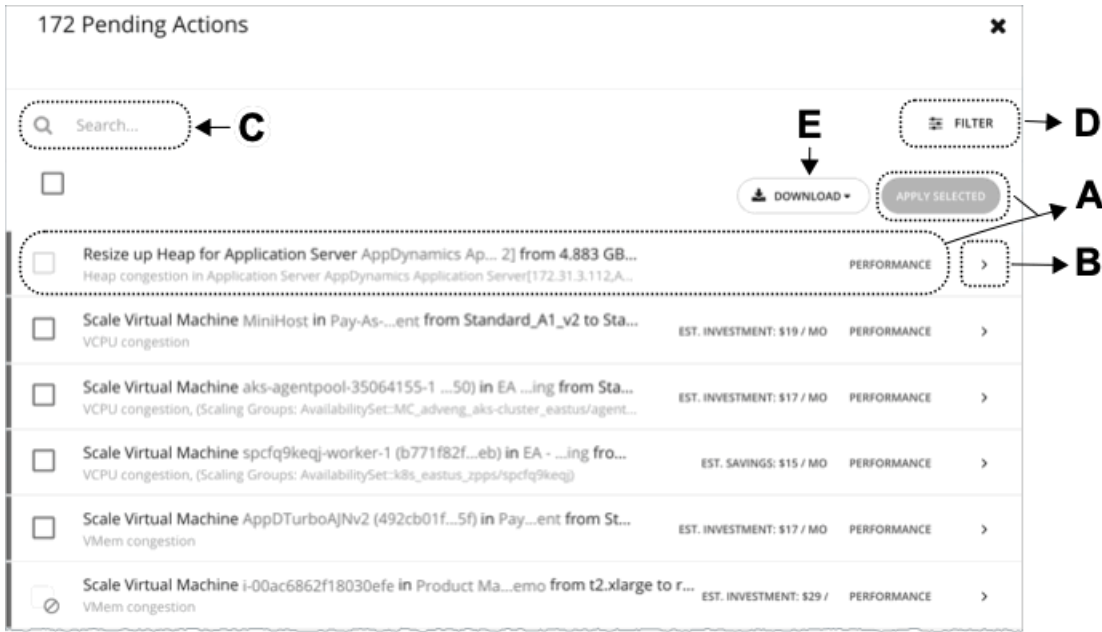 172 Pending Actions
Search...
C
E
FILTER
D
DOWNLOAD
APPLY SELECTED
A
Resize up Heap for Application Server AppDynamics Ap... 2] from 4.883 GB...
PERFORMANCE
B
Heap congestion in Application Server AppDynamics Application Server[172.31.3.112,A...
Scale Virtual Machine MiniHost in Pay-As-...ent from Standard_A1_v2 to Sta...
EST. INVESTMENT: $19 / MO
PERFORMANCE
VCPU congestion
Scale Virtual Machine aks-agentpool-35064155-1 ...50) in EA ...ing from Sta...
EST. INVESTMENT: $17 / MO
PERFORMANCE
VCPU congestion, (Scaling Groups: AvailabilitySet::MC_adveng_aks-cluster_eastus/agent...
Scale Virtual Machine spcfq9keqj-worker-1 (b771f82f...eb) in EA - ...ing fro...
EST. SAVINGS: $15 / MO
PERFORMANCE
VCPU congestion, (Scaling Groups: AvailabilitySet::k8s_eastus_zpps/spcfq9keqj)
Scale Virtual Machine AppDTurboAJNv2 (492cb01f...5f) in Pay...ent from St...
EST. INVESTMENT: $17 / MO
PERFORMANCE
VMem congestion
Scale Virtual Machine i-00ac6862f18030efe in Product Ma...emo from t2.xlarge to r...
EST. INVESTMENT: $29 /
PERFORMANCE
VMem congestion